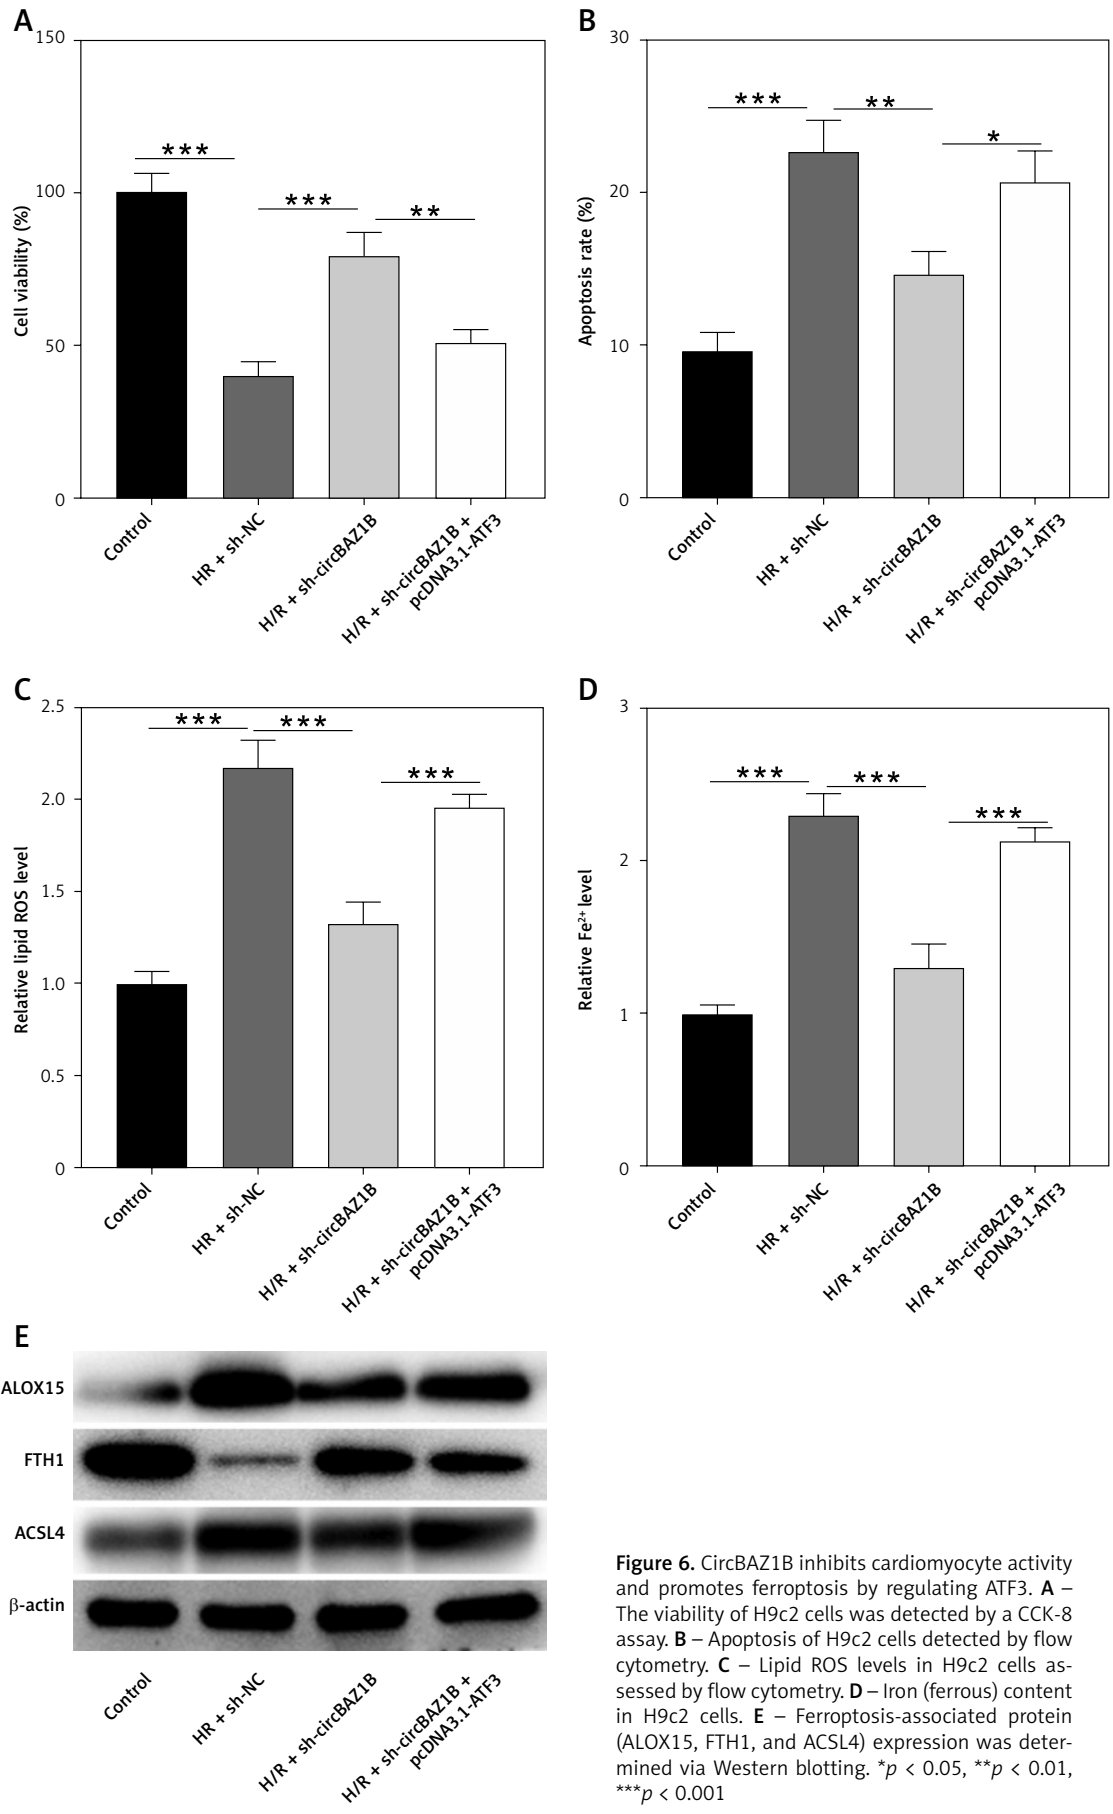 A
150
100
50
0
Cell viability (%)
***
***
**
Control
HR + sh-NC
H/R + sh-circBAZ1B
H/R + sh-circBAZ1B +
pcDNA3.1-ATF3
B
30
20
10
0
Apoptosis rate (%)
***
**
*
Control
HR + sh-NC
H/R + sh-circBAZ1B
H/R + sh-circBAZ1B +
pcDNA3.1-ATF3
C
2.5
2.0
1.5
1.0
0.5
0
Relative lipid ROS level
***
***
***
Control
HR + sh-NC
H/R + sh-circBAZ1B
H/R + sh-circBAZ1B +
pcDNA3.1-ATF3
D
3
2
1
0
Relative Fe²⁺ level
***
***
***
Control
HR + sh-NC
H/R + sh-circBAZ1B
H/R + sh-circBAZ1B +
pcDNA3.1-ATF3
E
ALOX15
FTH1
ACSL4
β-actin
Control
HR + sh-NC
H/R + sh-circBAZ1B
H/R + sh-circBAZ1B +
pcDNA3.1-ATF3
Figure 6. CircBAZ1B inhibits cardiomyocyte activity
and promotes ferroptosis by regulating ATF3. A –
The viability of H9c2 cells was detected by a CCK-8
assay. B – Apoptosis of H9c2 cells detected by flow
cytometry. C – Lipid ROS levels in H9c2 cells as-
sessed by flow cytometry. D – Iron (ferrous) content
in H9c2 cells. E – Ferroptosis-associated protein
(ALOX15, FTH1, and ACSL4) expression was deter-
mined via Western blotting. *p < 0.05, **p < 0.01,
***p < 0.001